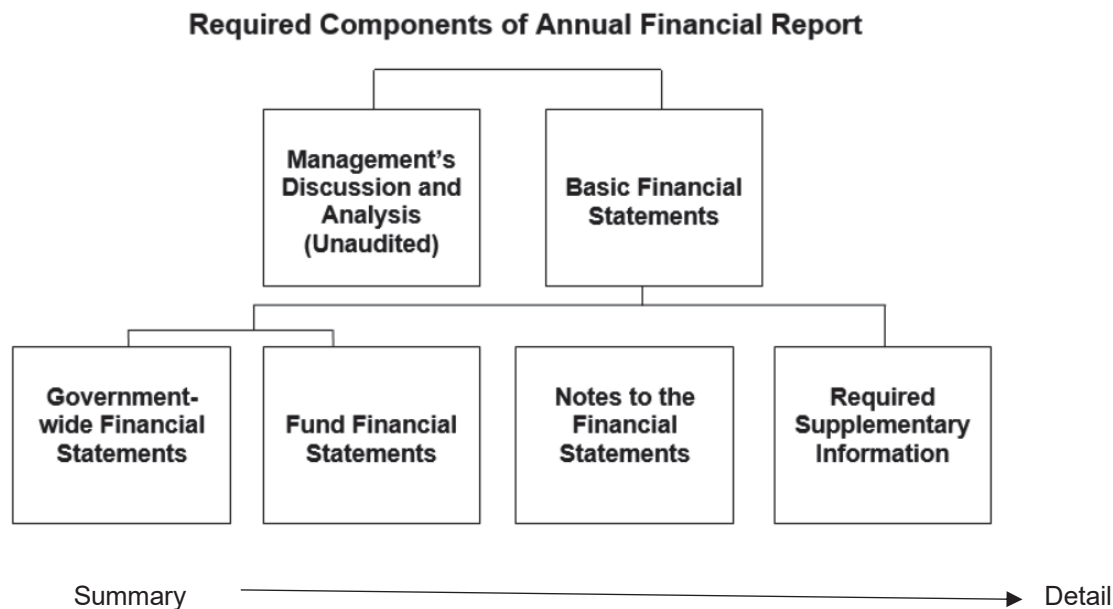 Required Components of Annual Financial Report
Management’s
Discussion and
Analysis
(Unaudited)
Basic Financial
Statements
Government-
wide Financial
Statements
Fund Financial
Statements
Notes to the
Financial
Statements
Required
Supplementary
Information
Summary
Detail